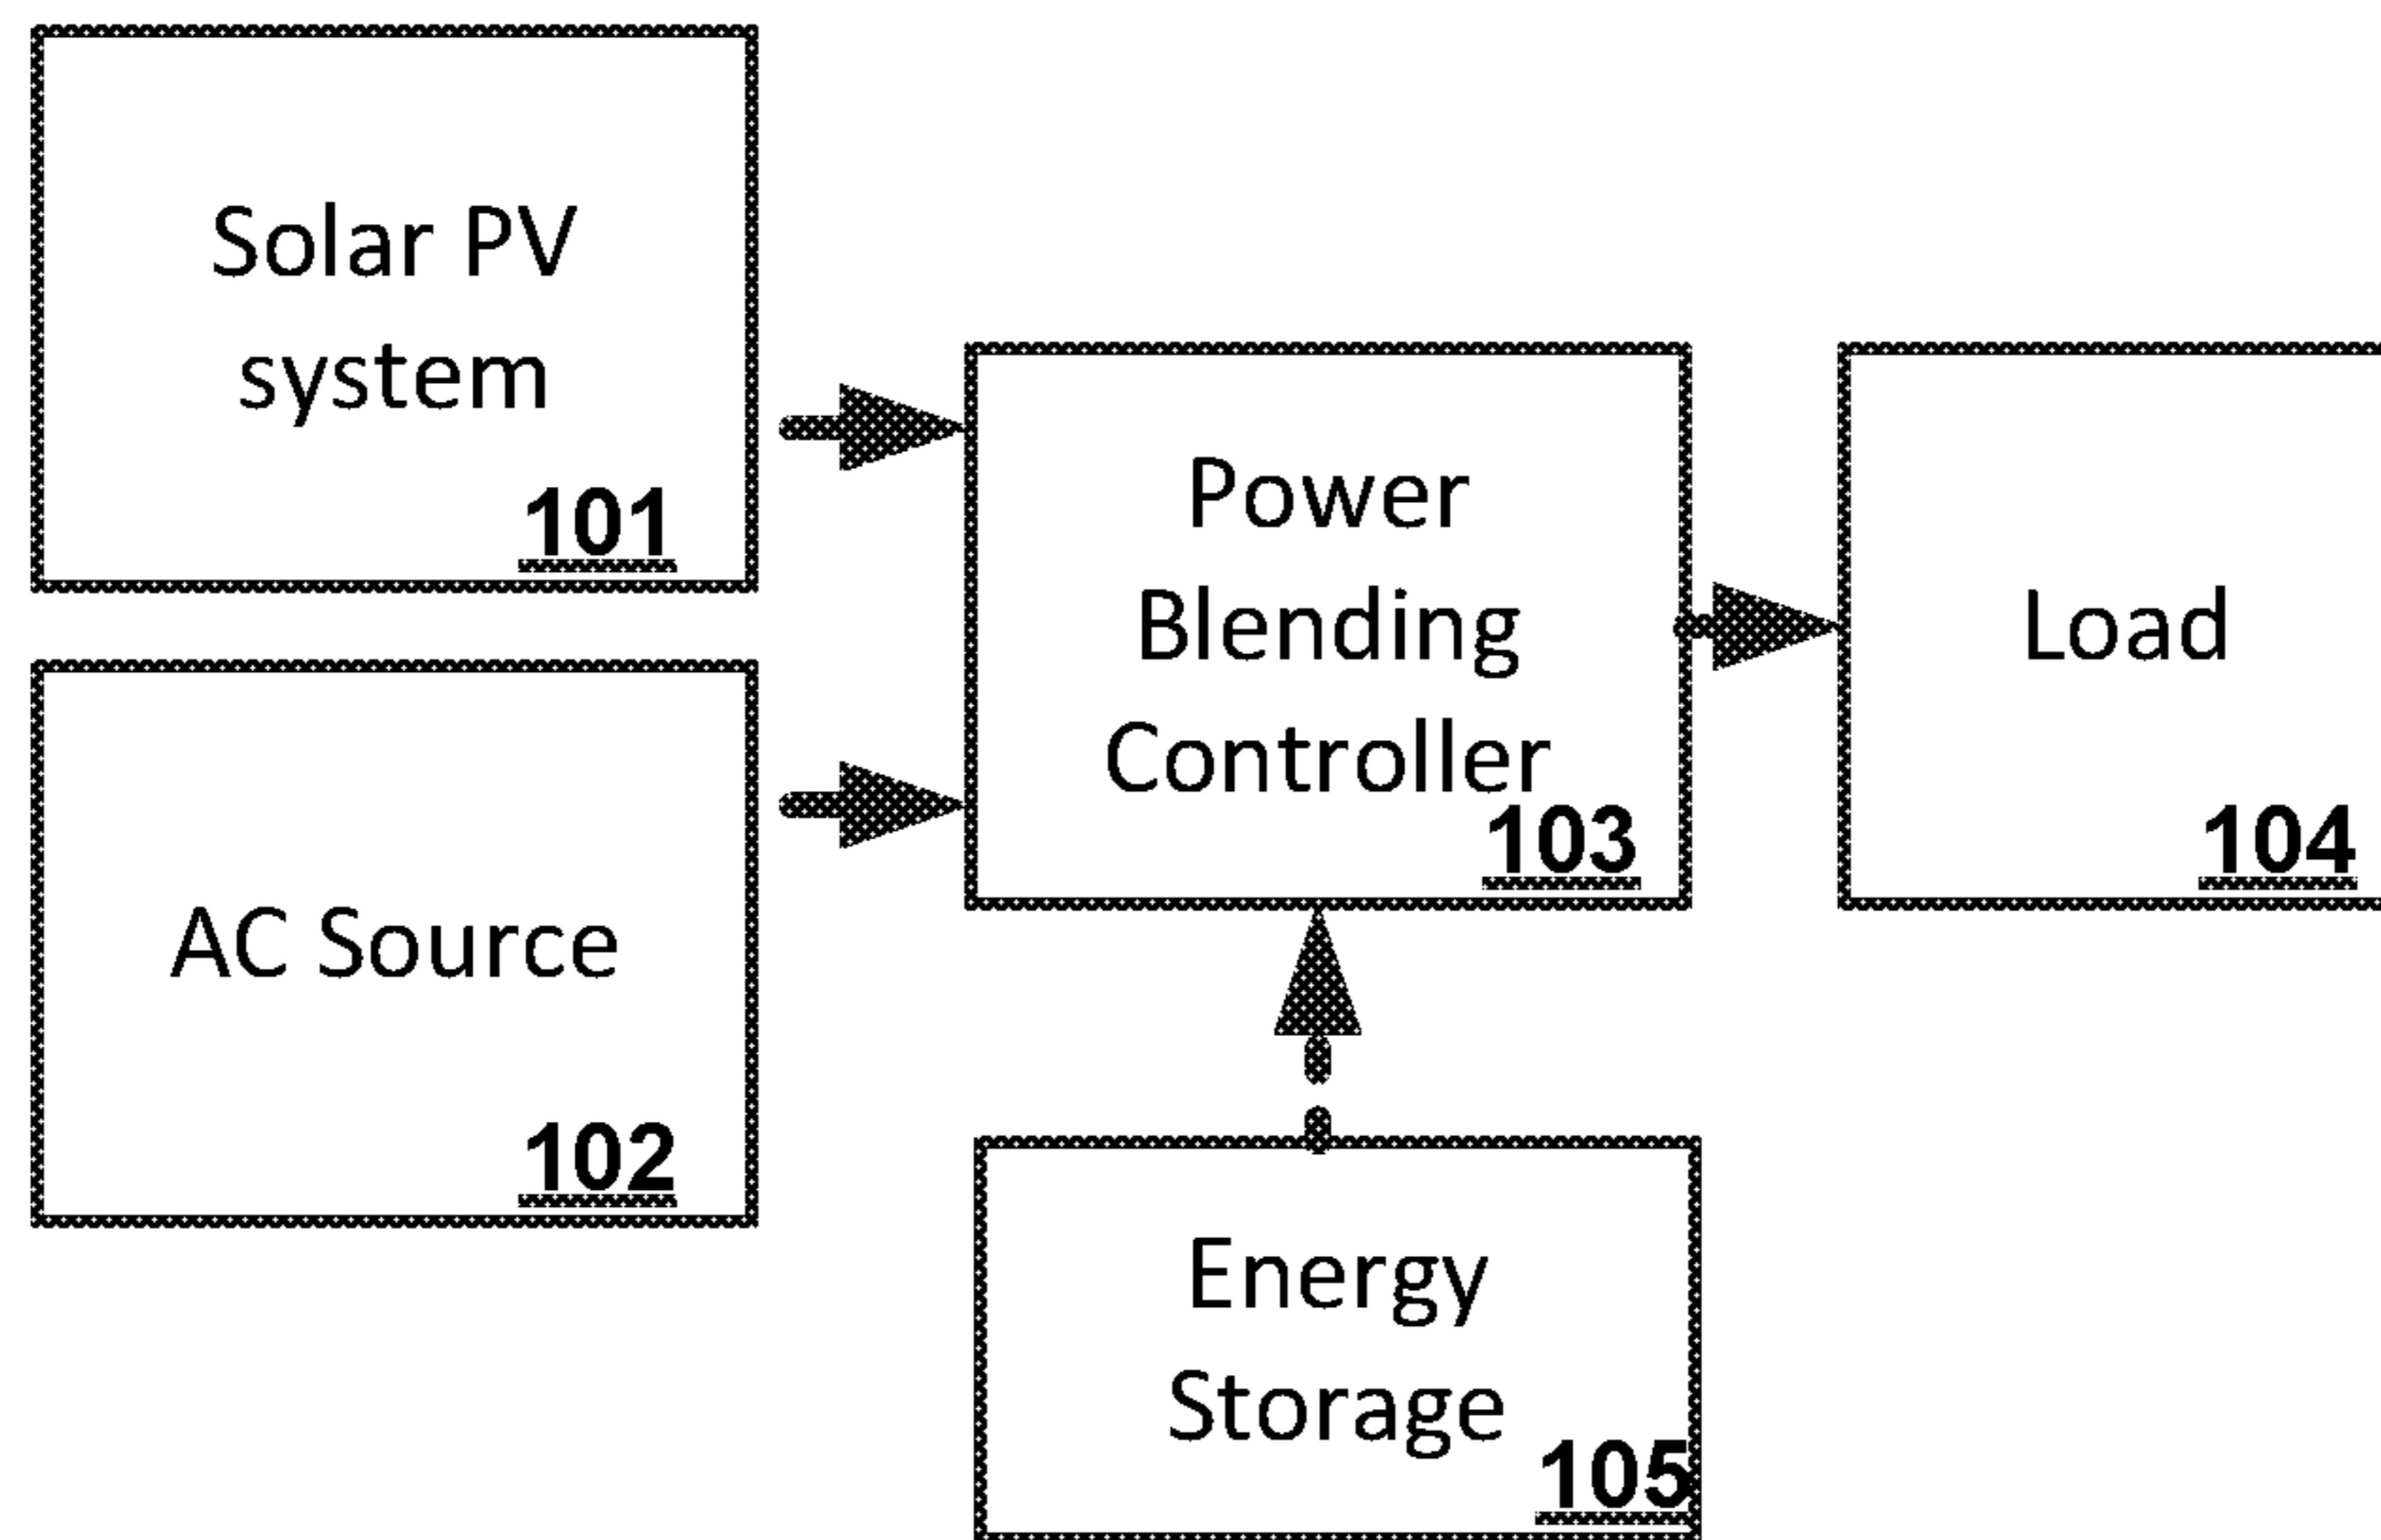 Solar PV
system
101
AC Source
102
Power
Blending
Controller
103
Load
104
Energy
Storage
105